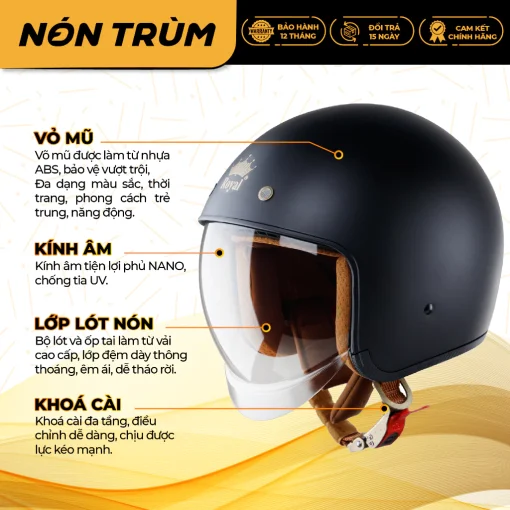 NÓN TRÙM
WARRANTY
BẢO HÀNH
12 THÁNG
ĐỔI TRẢ
15 NGÀY
CAM KẾT
CHÍNH HÃNG
VỎ MŨ
Võ mũ được làm từ nhựa
ABS, bảo vệ vượt trội,
Đa dạng màu sắc, thời
trang, phong cách trẻ
trung, năng động.
Royal
KÍNH ÂM
Kính âm tiện lợi phủ NANO,
chống tia UV.
LỚP LÓT NÓN
Bộ lót và ốp tai làm từ vải
cao cấp, lớp đệm dày thông
thoáng, êm ái, dễ tháo rời.
KHOÁ CÀI
Khoá cài đa tầng, điều
chỉnh dễ dàng, chịu được
lực kéo mạnh.